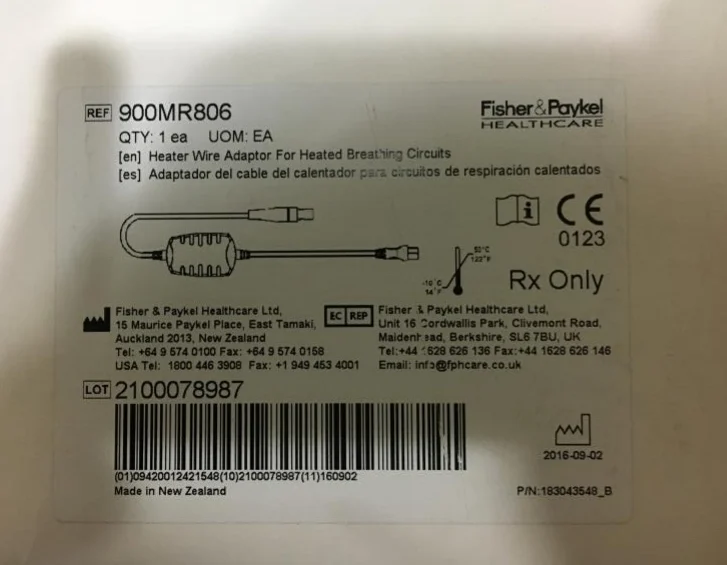 REF 900MR806
Fisher&Paykel
HEALTHCARE
QTY: 1 ea UOM: EA
[en] Heater Wire Adaptor For Heated Breathing Circuits
[es] Adaptador del cable del calentador para circuitos de respiración calentados
i CE
0123
50°C
122°F
-10°C
14°F
Rx Only
Fisher & Paykel Healthcare Ltd,
15 Maurice Paykel Place, East Tamaki,
Auckland 2013, New Zealand
Tel: +64 9 574 0100 Fax: +64 9 574 0158
USA Tel: 1800 446 3908 Fax: +1 949 453 4001
EC REP
Fisher & Paykel Healthcare Ltd,
Unit 16 Cordwallis Park, Clivemont Road,
Maidenhead, Berkshire, SL6 7BU, UK
Tel:+44 1628 626 136 Fax:+44 1628 626 146
Email: info@fphcare.co.uk
LOT 2100078987
(01)09420012421548(10)2100078987(11)160902
Made in New Zealand
2016-09-02
P/N:183043548_B